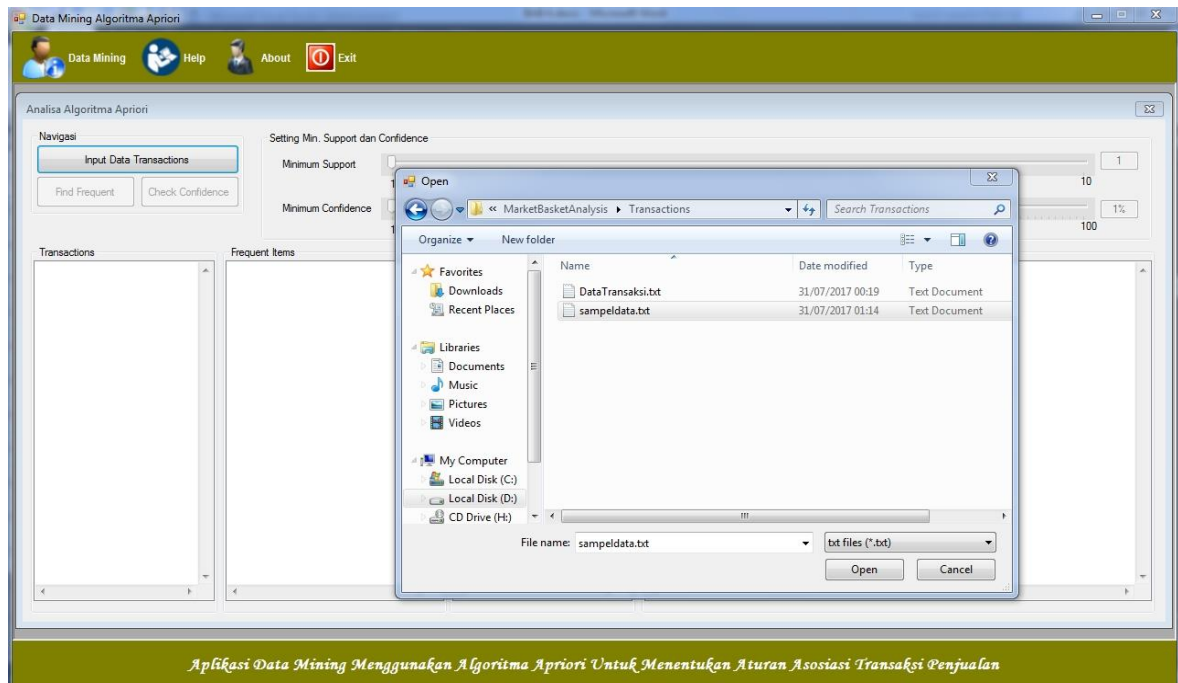 Data Mining Algoritma Apriori
Data Mining
Help
About
Exit
Analisa Algoritma Apriori
Navigasi
Input Data Transactions
Find Frequent
Check Confidence
Setting Min. Support dan Confidence
Minimum Support
1
10
Minimum Confidence
1%
100
Transactions
Frequent Items
Open
« MarketBasketAnalysis Transactions
Search Transactions
Organize
New folder
Name
Date modified
Type
DataTransaksi.txt
31/07/2017 00:19
Text Document
sampeldata.txt
31/07/2017 01:14
Text Document
Favorites
Downloads
Recent Places
Libraries
Documents
Music
Pictures
Videos
My Computer
Local Disk (C:)
Local Disk (D:)
CD Drive (H:)
File name:
sampeldata.txt
txt files (*.txt)
Open
Cancel
Aplikasi Data Mining Menggunakan Algoritma Apriori Untuk Menentukan Aturan Asosiasi Transaksi Penjualan